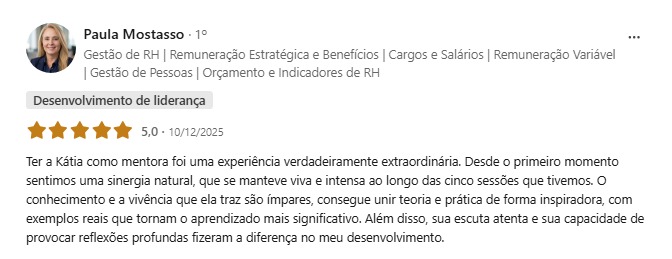 Paula Mostasso · 1º
Gestão de RH | Remuneração Estratégica e Benefícios | Cargos e Salários | Remuneração Variável
| Gestão de Pessoas | Orçamento e Indicadores de RH
Desenvolvimento de liderança
5,0 · 10/12/2025
Ter a Kátia como mentora foi uma experiência verdadeiramente extraordinária. Desde o primeiro momento
sentimos uma sinergia natural, que se manteve viva e intensa ao longo das cinco sessões que tivemos. O
conhecimento e a vivência que ela traz são ímpares, consegue unir teoria e prática de forma inspiradora, com
exemplos reais que tornam o aprendizado mais significativo. Além disso, sua escuta atenta e sua capacidade de
provocar reflexões profundas fizeram a diferença no meu desenvolvimento.